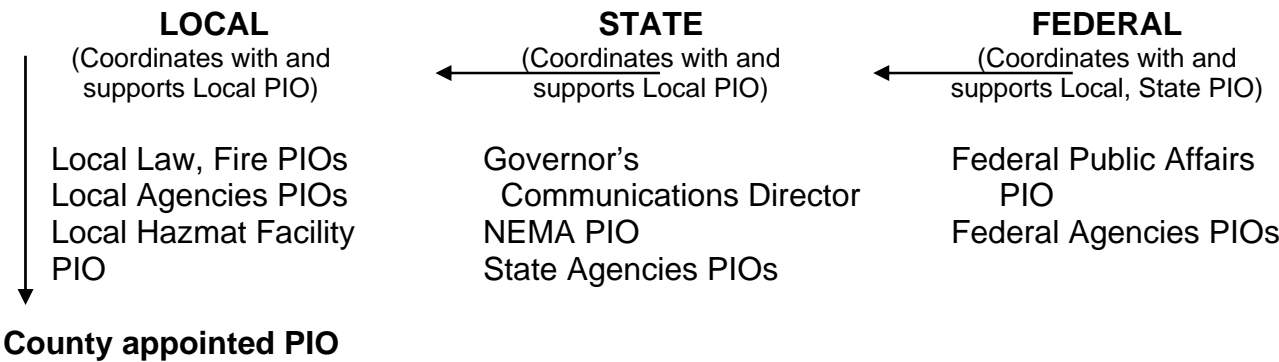 LOCAL
(Coordinates with and
supports Local PIO)
Local Law, Fire PIOs
Local Agencies PIOs
Local Hazmat Facility
PIO
County appointed PIO
STATE
(Coordinates with and
supports Local PIO)
Governor's
Communications Director
NEMA PIO
State Agencies PIOs
FEDERAL
(Coordinates with and
supports Local, State PIO)
Federal Public Affairs
PIO
Federal Agencies PIOs